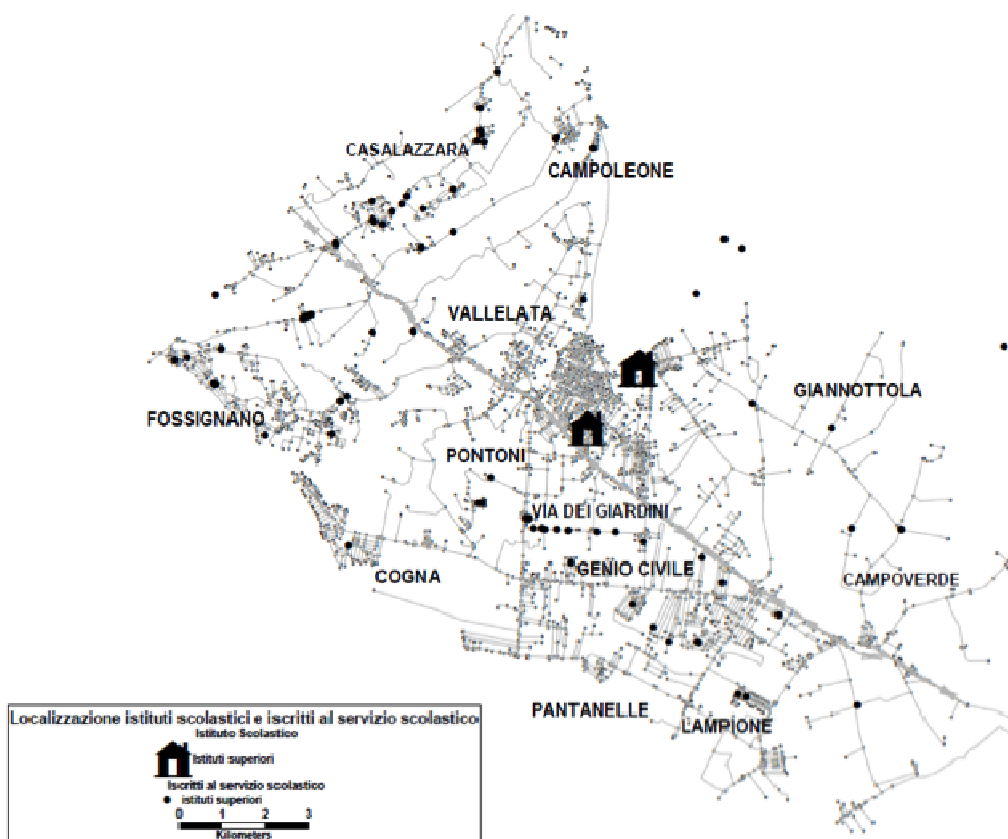 CASALAZZARA
CAMPOLEONE
VALLELATA
GIANNOTTOLA
FOSSIGNANO
PONTONI
VIA DEI GIARDINI
GENIO CIVILE
COGNA
CAMPOVERDE
PANTANELLE
LAMPIONE
Localizzazione istituti scolastici e iscritti al servizio scolastico
Istituto Scolastico
Istituti superiori
Iscritti al servizio scolastico
istituti superiori
0 1 2 3
Kilometers